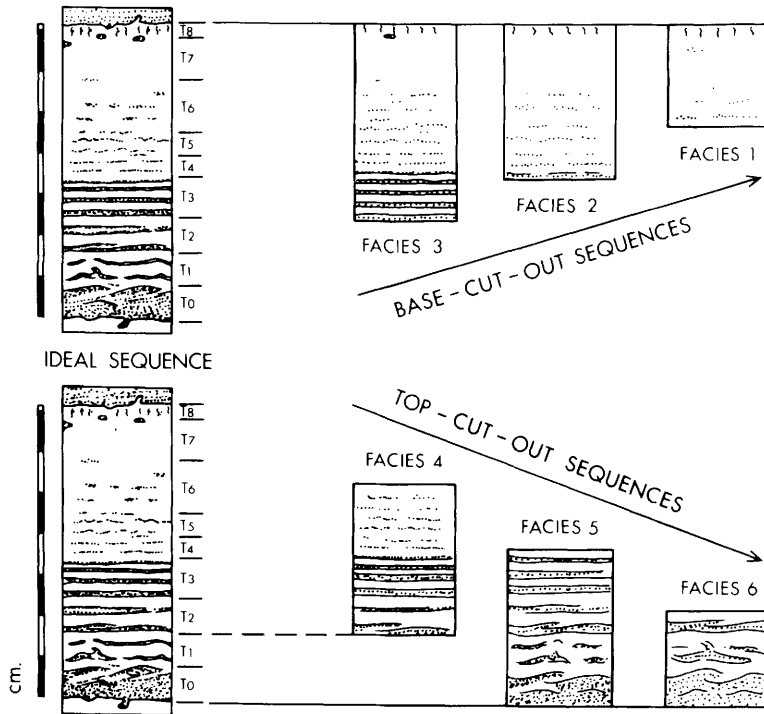 T8
T7
T6
T5
T4
T3
T2
T1
T0
FACIES 3
FACIES 2
FACIES 1
BASE-CUT-OUT SEQUENCES
IDEAL SEQUENCE
TOP-CUT-OUT SEQUENCES
T8
T7
T6
T5
T4
T3
T2
T1
T0
cm.
FACIES 4
FACIES 5
FACIES 6